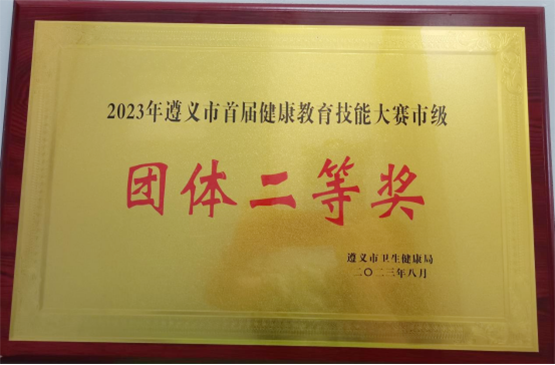 2023年遵义市首届健康教育技能大赛市级
团体二等奖
遵义市卫生健康局
二〇二三年八月